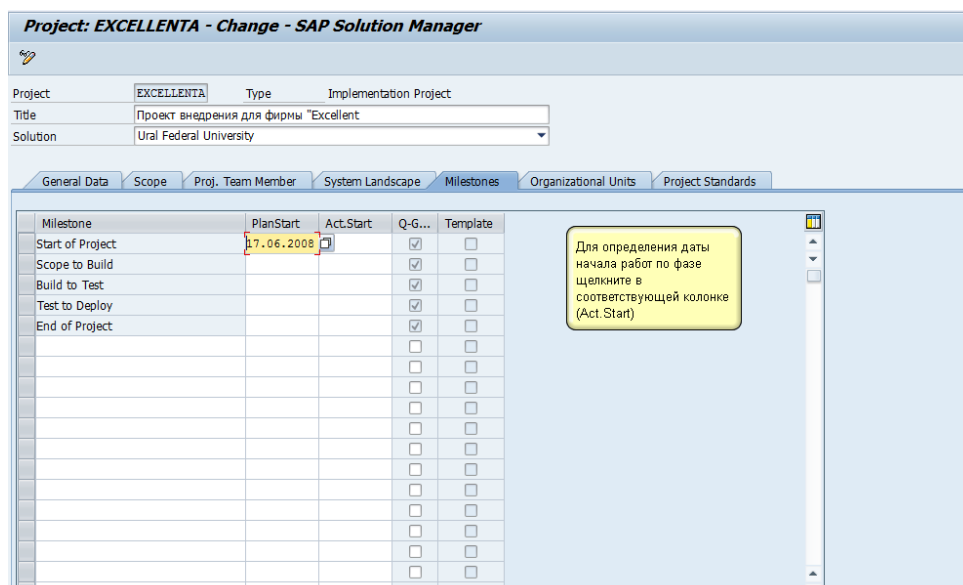 Project: EXCELLENTA - Change - SAP Solution Manager
Project EXCELLENTA Type Implementation Project
Title Проект внедрения для фирмы "Excellent
Solution Ural Federal University
General Data Scope Proj. Team Member System Landscape Milestones Organizational Units Project Standards
Milestone PlanStart Act.Start Q-G... Template
Start of Project 17.06.2008
Scope to Build
Build to Test
Test to Deploy
End of Project
Для определения даты
начала работ по фазе
щелкните в
соответствующей колонке
(Act.Start)